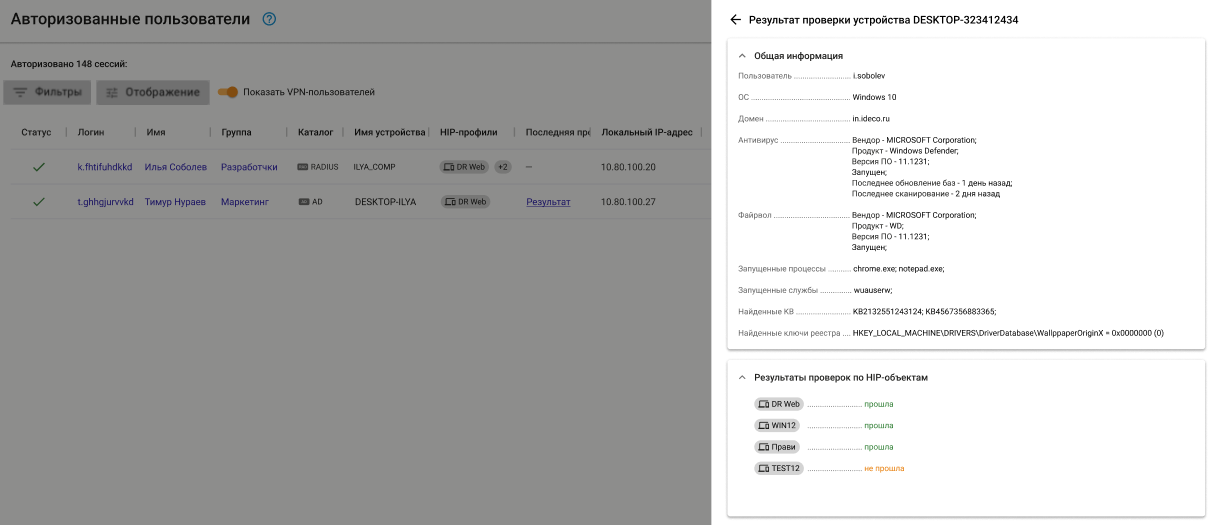 Авторизованные пользователи ?
Авторизовано 148 сессий:
Фильтры Отображение Показать VPN-пользователей
Статус Логин Имя Группа Каталог Имя устройства HIP-профили Последняя пр Локальный IP-адрес
k.fhtifuhdkkd Илья Соболев Разработчки RADIUS ILYA_COMP DR Web +2 — 10.80.100.20
t.ghhgjurvvkd Тимур Нураев Маркетинг AD DESKTOP-ILYA DR Web Результат 10.80.100.27
Результат проверки устройства DESKTOP-323412434
Общая информация
Пользователь ........................... i.sobolev
ОС ............................................... Windows 10
Домен ........................................ in.ideco.ru
Антивирус .................................. Вендор - MICROSOFT Corporation;
Продукт - Windows Defender;
Версия ПО - 11.1231;
Запущен;
Последнее обновление баз - 1 день назад;
Последнее сканирование - 2 дня назад
Файрвол .................................... Вендор - MICROSOFT Corporation;
Продукт - WD;
Версия ПО - 11.1231;
Запущен;
Запущенные процессы ........... chrome.exe; notepad.exe;
Запущенные службы ............... wuauserw;
Найденные КВ .......................... KB2132551243124; KB4567356883365;
Найденные ключи реестра .... HKEY_LOCAL_MACHINE\DRIVERS\DriverDatabase\WallppaperOriginX = 0x0000000 (0)
Результаты проверок по HIP-объектам
DR Web .......................... прошла
WIN12 .......................... прошла
Прави .......................... прошла
TEST12 .......................... не прошла